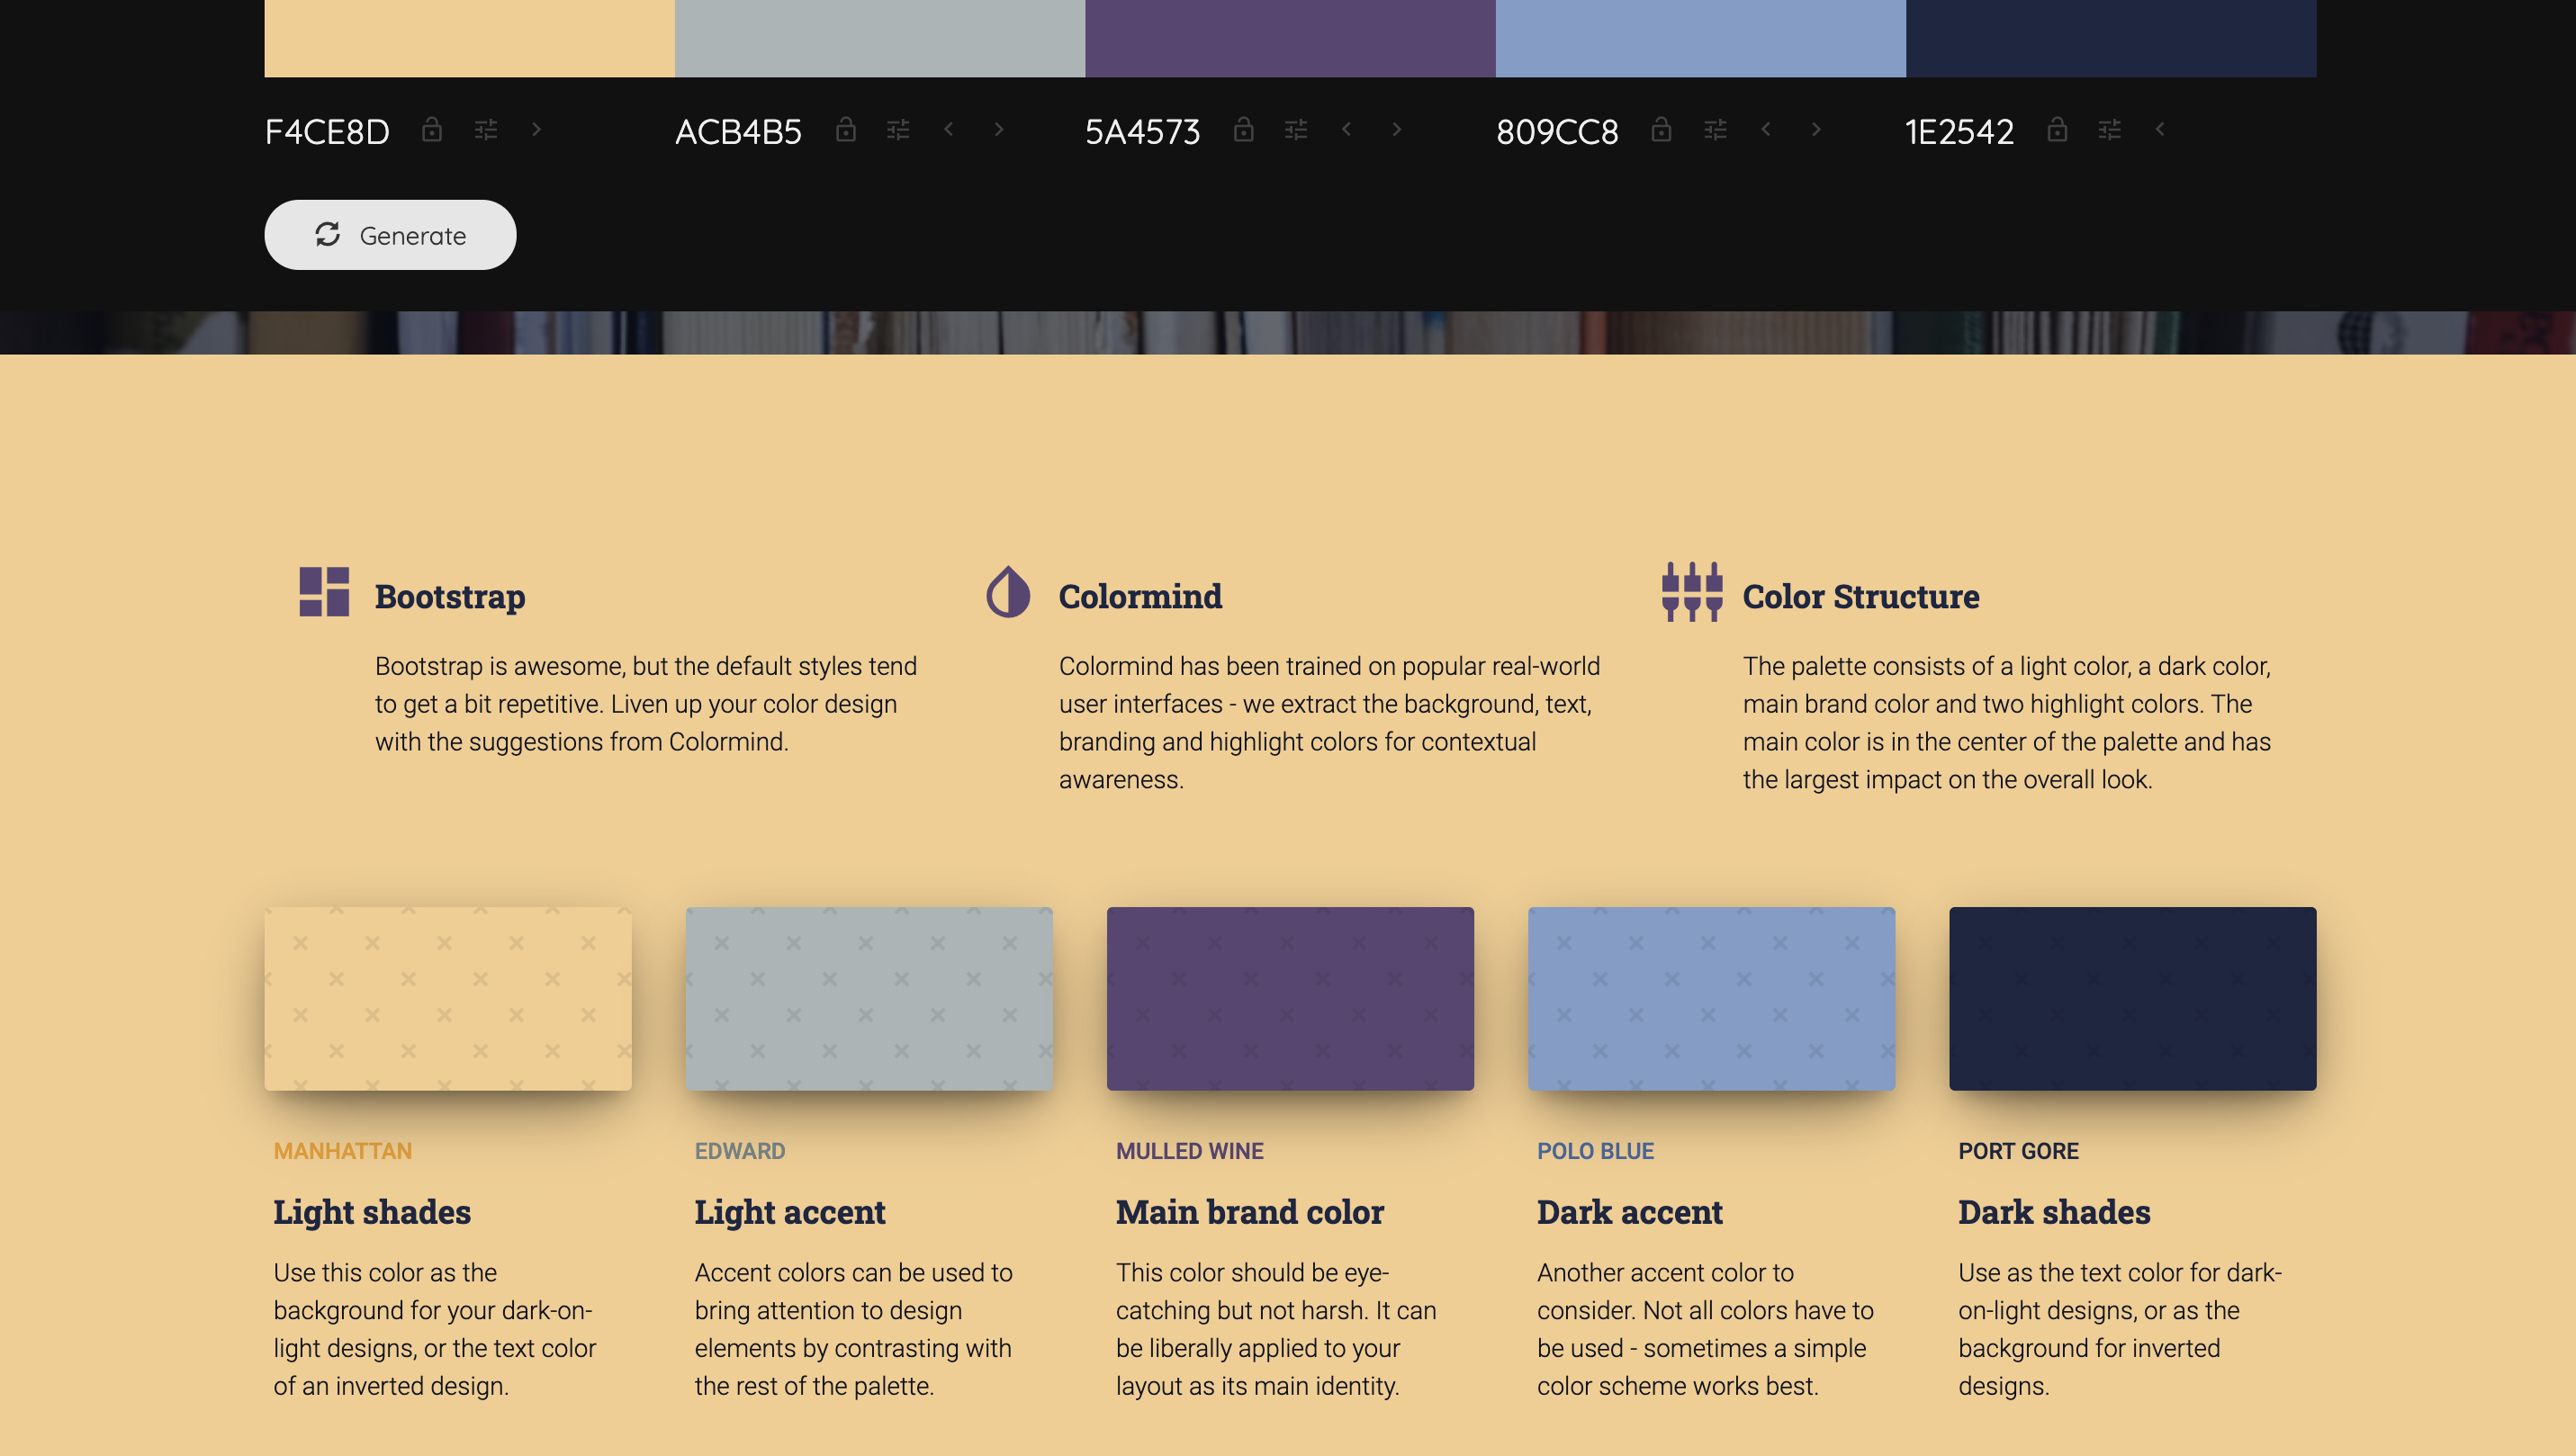 F4CE8D
ACB4B5
5A4573
809CC8
1E2542
Generate
Bootstrap
Bootstrap is awesome, but the default styles tend
to get a bit repetitive. Liven up your color design
with the suggestions from Colormind.
Colormind
Colormind has been trained on popular real-world
user interfaces - we extract the background, text,
branding and highlight colors for contextual
awareness.
Color Structure
The palette consists of a light color, a dark color,
main brand color and two highlight colors. The
main color is in the center of the palette and has
the largest impact on the overall look.
MANHATTAN
Light shades
Use this color as the
background for your dark-on-
light designs, or the text color
of an inverted design.
EDWARD
Light accent
Accent colors can be used to
bring attention to design
elements by contrasting with
the rest of the palette.
MULLED WINE
Main brand color
This color should be eye-
catching but not harsh. It can
be liberally applied to your
layout as its main identity.
POLO BLUE
Dark accent
Another accent color to
consider. Not all colors have to
be used - sometimes a simple
color scheme works best.
PORT GORE
Dark shades
Use as the text color for dark-
on-light designs, or as the
background for inverted
designs.